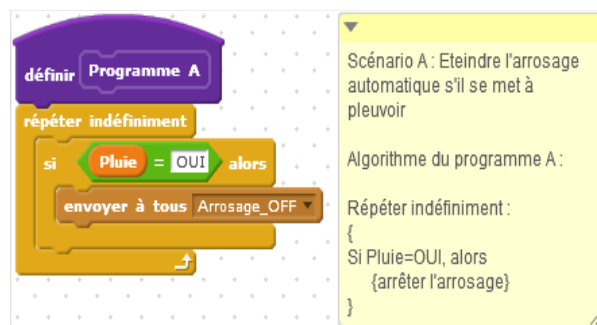 définir Programme A
répéter indéfiniment
si Pluie = OUI alors
envoyer à tous Arrosage_OFF
Scénario A : Eteindre l'arrosage
automatique s'il se met à
pleuvoir
Algorithme du programme A :
Répéter indéfiniment :
{
Si Pluie=OUI, alors
{arrêter l'arrosage}
}